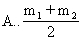 A.. m₁ + m₂ / 2